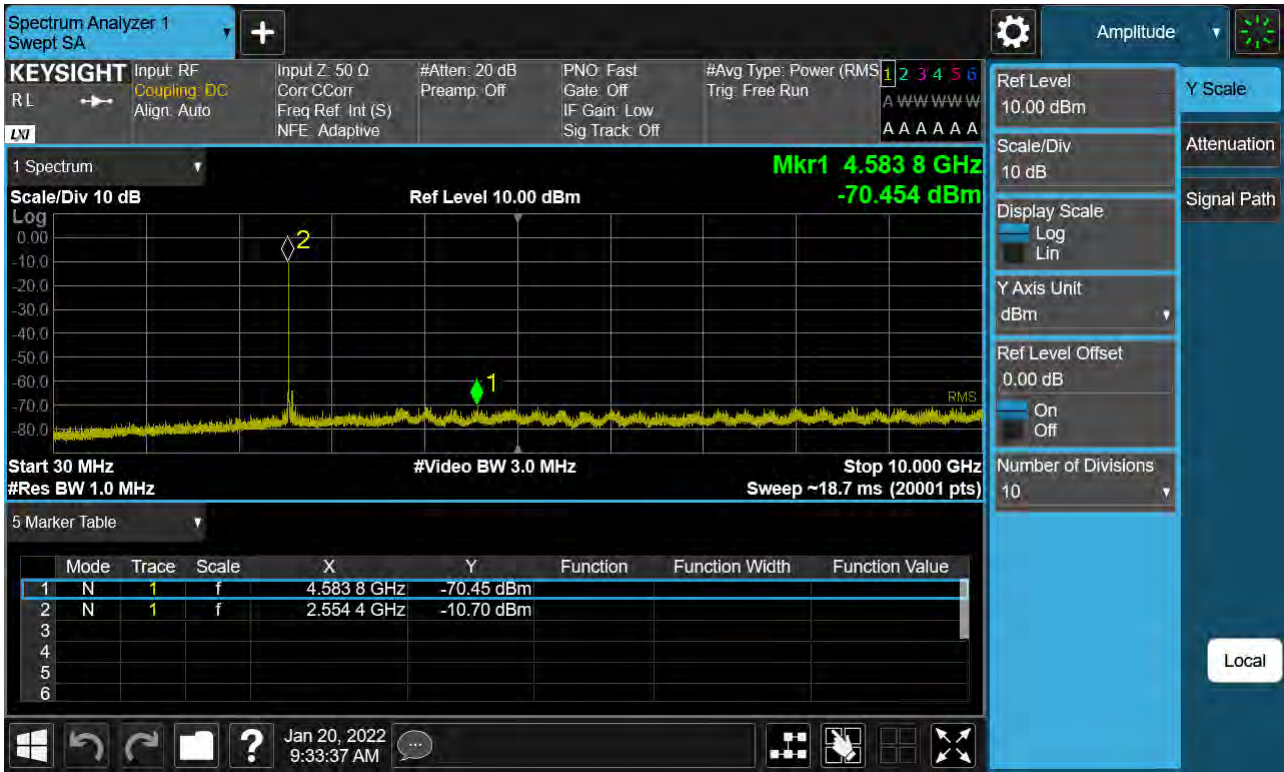 Spectrum Analyzer 1
Swept SA
Amplitude
KEYSIGHT
RL
LXI
Input: RF
Coupling: DC
Align: Auto
Input Z: 50 Ω
Corr CCorr
Freq Ref: Int (S)
NFE: Adaptive
#Atten: 20 dB
Preamp: Off
PNO: Fast
Gate: Off
IF Gain: Low
Sig Track: Off
#Avg Type: Power (RMS
Trig: Free Run
1 2 3 4 5 6
A W W W W W
A A A A A A
1 Spectrum
Mkr1 4.583 8 GHz
-70.454 dBm
Scale/Div 10 dB
Ref Level 10.00 dBm
Log
0.00
-10.0
-20.0
-30.0
-40.0
-50.0
-60.0
-70.0
-80.0
2
1
RMS
Start 30 MHz
#Video BW 3.0 MHz
Stop 10.000 GHz
#Res BW 1.0 MHz
Sweep ~18.7 ms (20001 pts)
5 Marker Table
Mode Trace Scale X Y Function Function Width Function Value
1 N 1 f 4.583 8 GHz -70.45 dBm
2 N 1 f 2.554 4 GHz -10.70 dBm
3
4
5
6
Ref Level
10.00 dBm
Scale/Div
10 dB
Display Scale
Log
Lin
Y Axis Unit
dBm
Ref Level Offset
0.00 dB
On
Off
Number of Divisions
10
Y Scale
Attenuation
Signal Path
Local
?
Jan 20, 2022
9:33:37 AM